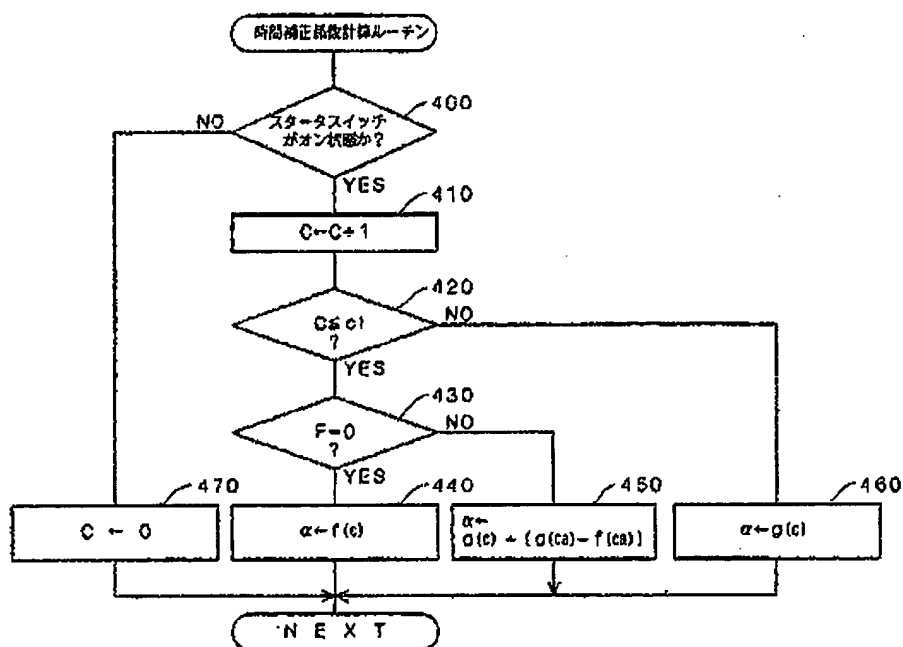 時間補正係数計算ルーチン
400
スタータスイッチ
がオン状態か?
NO
YES
410
C←C+1
420
C≦c1
?
NO
YES
430
F=0
?
NO
YES
470
C ← 0
440
α←f(c)
450
α←
g(c) - {g(ca)-f(ca)}
460
α←g(c)
N E X T